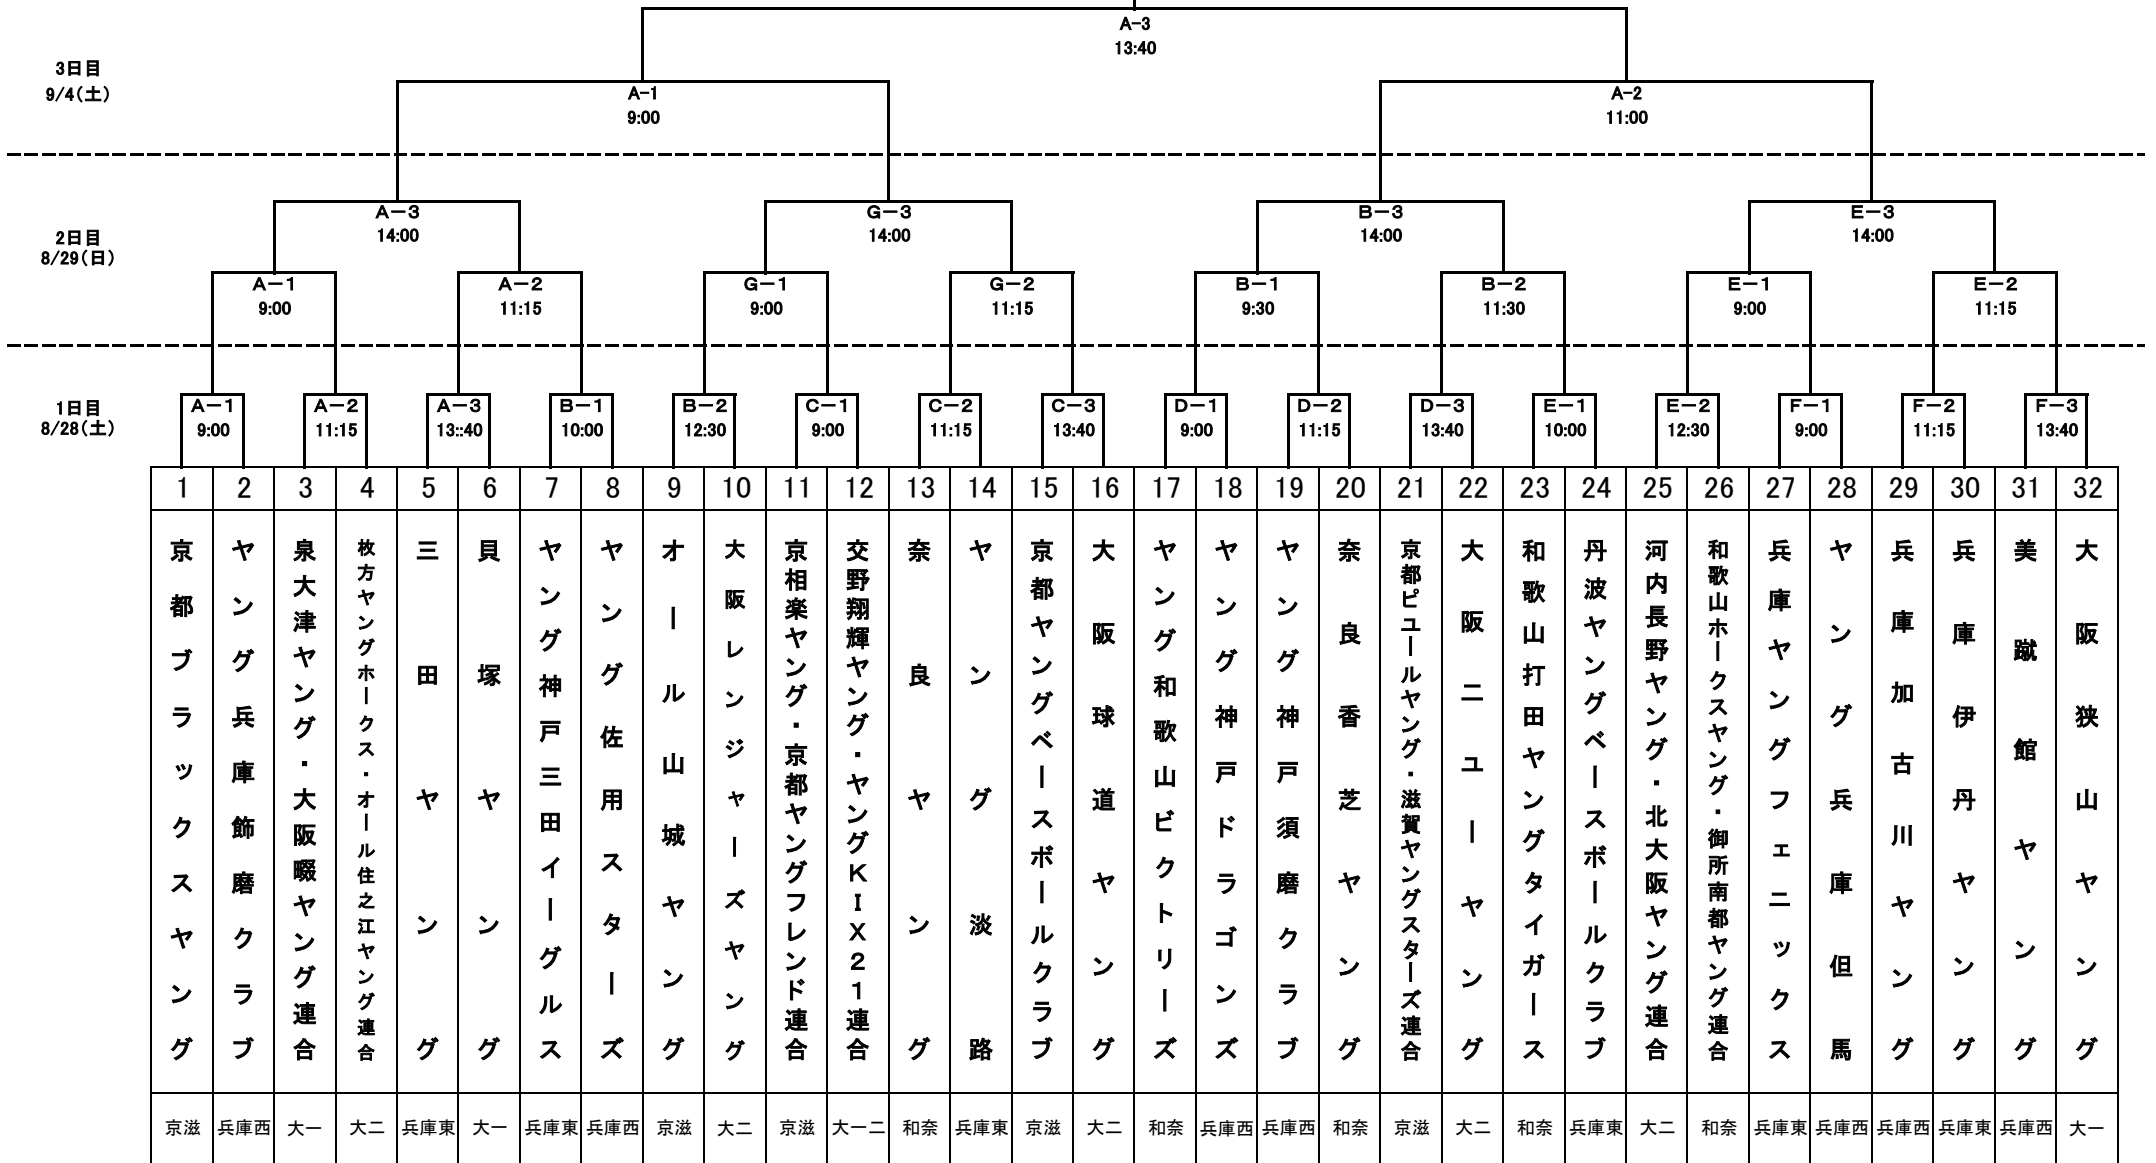 A-3
13:40
3日目
9/4(土)
A-1
9:00
A-2
11:00
2日目
8/29(日)
A-3
14:00
G-3
14:00
B-3
14:00
E-3
14:00
A-1
9:00
A-2
11:15
G-1
9:00
G-2
11:15
B-1
9:30
B-2
11:30
E-1
9:00
E-2
11:15
1日目
8/28(土)
A-1
9:00
A-2
11:15
A-3
13::40
B-1
10:00
B-2
12:30
C-1
9:00
C-2
11:15
C-3
13:40
D-1
9:00
D-2
11:15
D-3
13:40
E-1
10:00
E-2
12:30
F-1
9:00
F-2
11:15
F-3
13:40
1 2 3 4 5 6 7 8 9 10 11 12 13 14 15 16 17 18 19 20 21 22 23 24 25 26 27 28 29 30 31 32
京都ブラックスヤング
ヤング兵庫飾磨クラブ
泉大津ヤング・大阪畷ヤング連合
枚方ヤングホークス・オール住之江ヤング連合
三田ヤング
貝塚ヤング
ヤング神戸三田イーグルス
ヤング佐用スターズ
オール山城ヤング
大阪レンジャーズヤング
京相楽ヤング・京都ヤングフレンド連合
交野翔輝ヤング・ヤングKIX21連合
奈良ヤング
ヤング淡路
京都ヤングベースボールクラブ
大阪球道ヤング
ヤング和歌山ビクトリーズ
ヤング神戸ドラゴンズ
ヤング神戸須磨クラブ
奈良香芝ヤング
京都ピュールヤング・滋賀ヤングスターズ連合
大阪ニューヤング
和歌山打田ヤングタイガース
丹波ヤングベースボールクラブ
河内長野ヤング・北大阪ヤング連合
和歌山ホークスヤング・御所南都ヤング連合
兵庫ヤングフェニックス
ヤング兵庫但馬
兵庫加古川ヤング
兵庫伊丹ヤング
美蹴館ヤング
大阪狭山ヤング
京滋 兵庫西 大一 大二 兵庫東 大一 兵庫東 兵庫西 京滋 大二 京滋 大一二 和奈 兵庫東 京滋 大二 和奈 兵庫西 兵庫西 和奈 京滋 大二 和奈 兵庫東 大二 和奈 兵庫東 兵庫西 兵庫西 兵庫東 兵庫西 大一